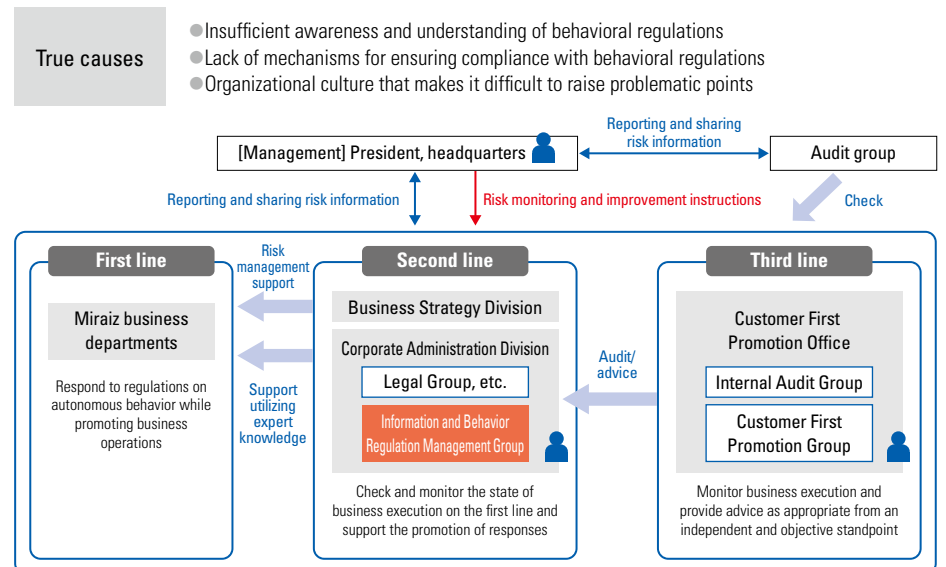 True causes
●Insufficient awareness and understanding of behavioral regulations
●Lack of mechanisms for ensuring compliance with behavioral regulations
●Organizational culture that makes it difficult to raise problematic points
[Management] President, headquarters
Reporting and sharing
risk information
Audit group
Reporting and sharing risk information
Risk monitoring and improvement instructions
Check
First line
Miraiz business
departments
Respond to regulations on
autonomous behavior while
promoting business
operations
Risk
management
support
Support
utilizing
expert
knowledge
Second line
Business Strategy Division
Corporate Administration Division
Legal Group, etc.
Information and Behavior
Regulation Management Group
Check and monitor the state of
business execution on the first line and
support the promotion of responses
Audit/
advice
Third line
Customer First
Promotion Office
Internal Audit Group
Customer First
Promotion Group
Monitor business execution and
provide advice as appropriate from an
independent and objective standpoint